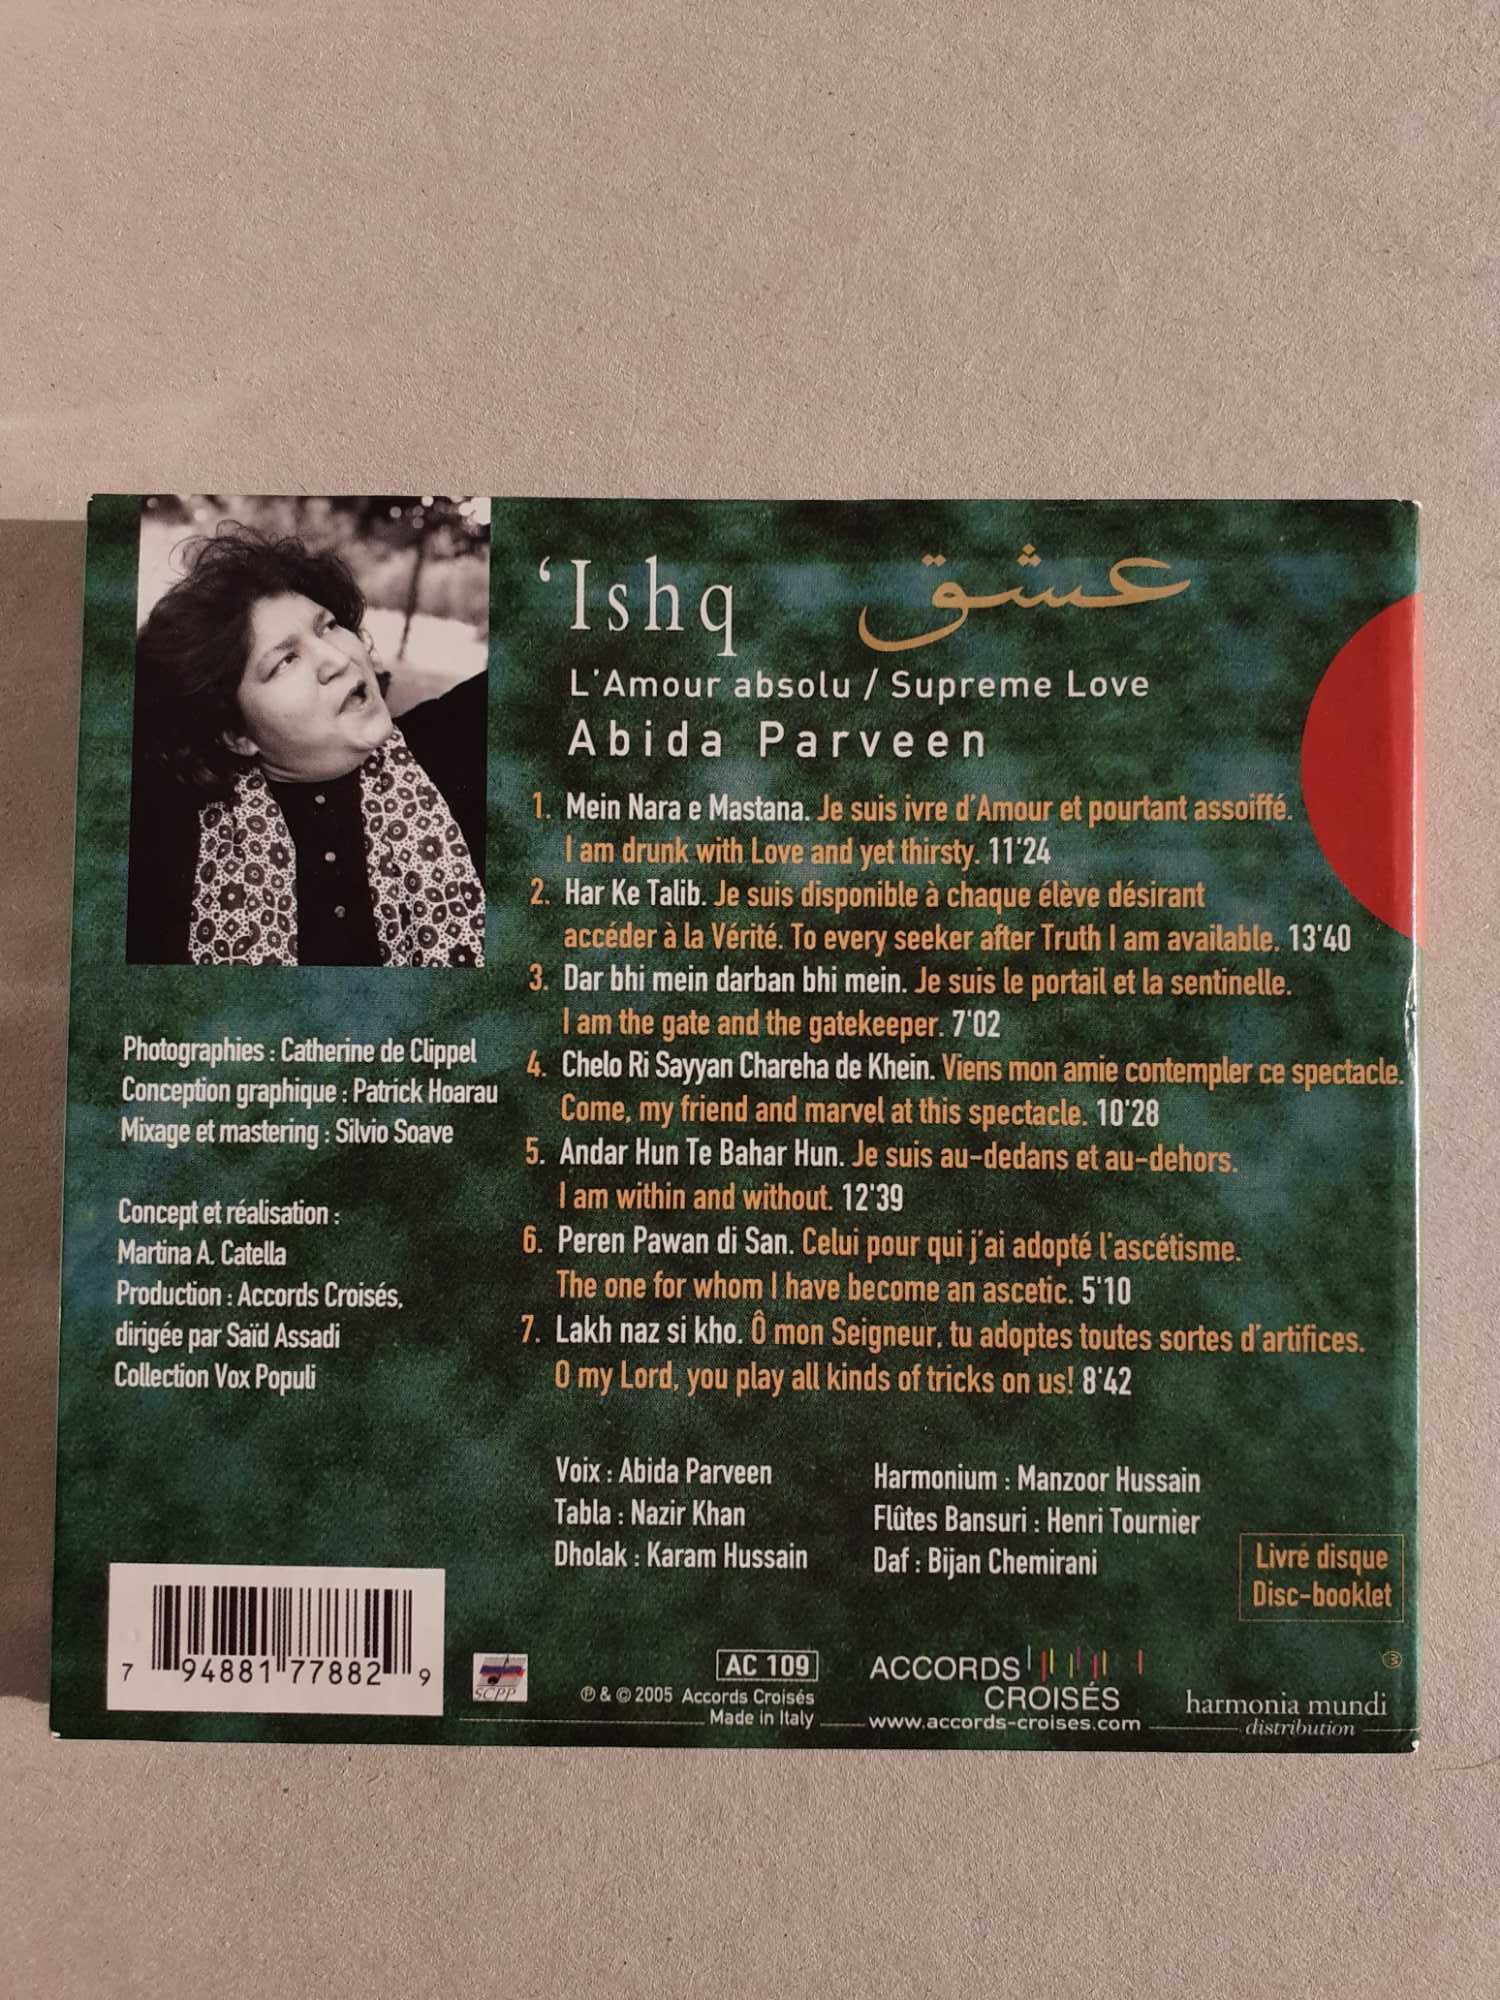 ‘Ishq عشق
L'Amour absolu / Supreme Love
Abida Parveen
1. Mein Nara e Mastana. Je suis ivre d'Amour et pourtant assoiffé.
I am drunk with Love and yet thirsty. 11'24
2. Har Ke Talib. Je suis disponible à chaque élève désirant
accéder à la Vérité. To every seeker after Truth I am available. 13'40
3. Dar bhi mein darban bhi mein. Je suis le portail et la sentinelle.
I am the gate and the gatekeeper. 7'02
4. Chelo Ri Sayyan Chareha de Khein. Viens mon amie contempler ce spectacle.
Come, my friend and marvel at this spectacle. 10'28
5. Andar Hun Te Bahar Hun. Je suis au-dedans et au-dehors.
I am within and without. 12'39
6. Peren Pawan di San. Celui pour qui j'ai adopté l'ascétisme.
The one for whom I have become an ascetic. 5'10
7. Lakh naz si kho. Ô mon Seigneur, tu adoptes toutes sortes d'artifices.
O my Lord, you play all kinds of tricks on us! 8'42
Photographies : Catherine de Clippel
Conception graphique : Patrick Hoarau
Mixage et mastering : Silvio Soave
Concept et réalisation :
Martina A. Catella
Production : Accords Croisés,
dirigée par Saïd Assadi
Collection Vox Populi
Voix : Abida Parveen
Tabla : Nazir Khan
Dholak : Karam Hussain
Harmonium : Manzoor Hussain
Flûtes Bansuri : Henri Tournier
Daf : Bijan Chemirani
Livre disque
Disc-booklet
7 94881 77882 9
SCPP
AC 109
℗ & © 2005 Accords Croisés
Made in Italy
ACCORDS
CROISÉS
www.accords-croises.com
harmonia mundi
distribution